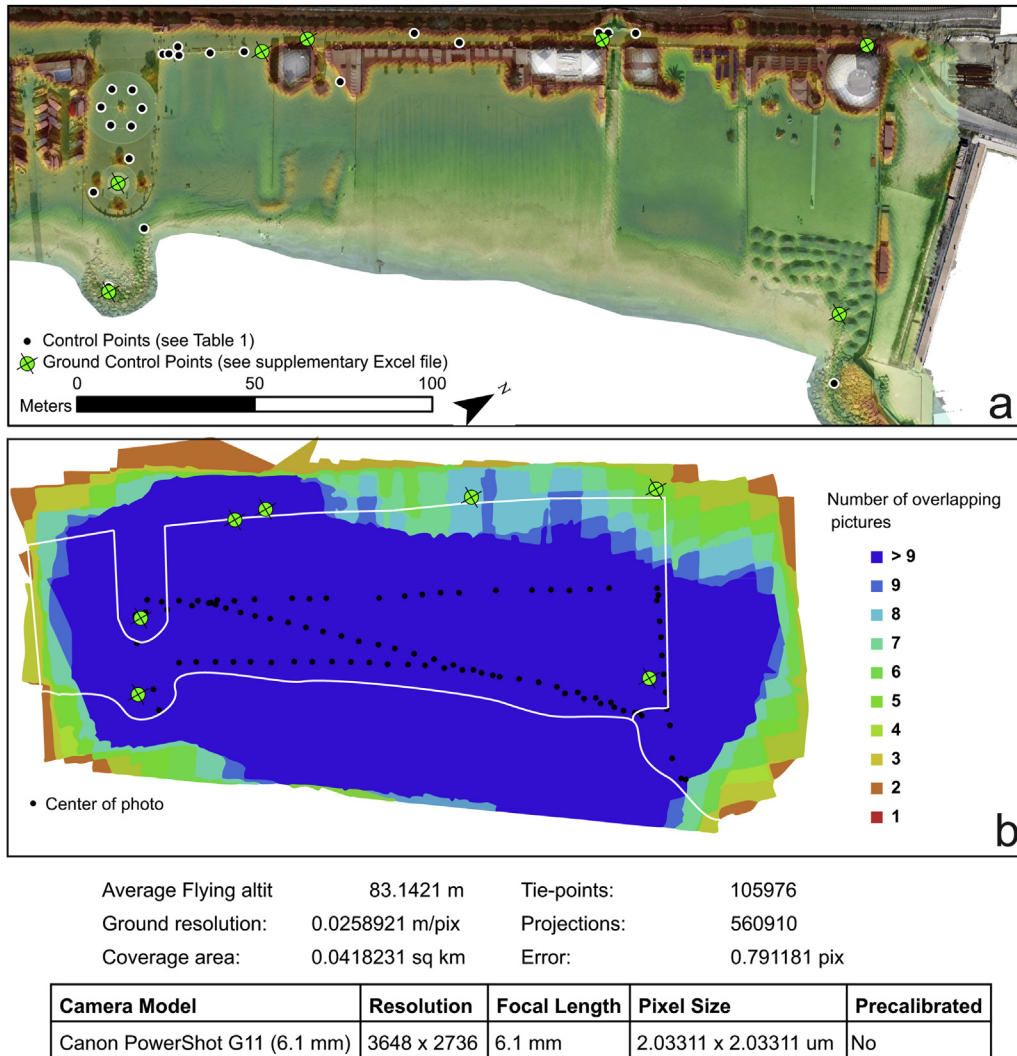 Control Points (see Table 1)
Ground Control Points (see supplementary Excel file)
0 50 100
Meters
N
a
Number of overlapping
pictures
> 9
9
8
7
6
5
4
3
2
1
Center of photo
b
Average Flying altit 83.1421 m Tie-points: 105976
Ground resolution: 0.0258921 m/pix Projections: 560910
Coverage area: 0.0418231 sq km Error: 0.791181 pix
Camera Model Resolution Focal Length Pixel Size Precalibrated
Canon PowerShot G11 (6.1 mm) 3648 x 2736 6.1 mm 2.03311 x 2.03311 um No